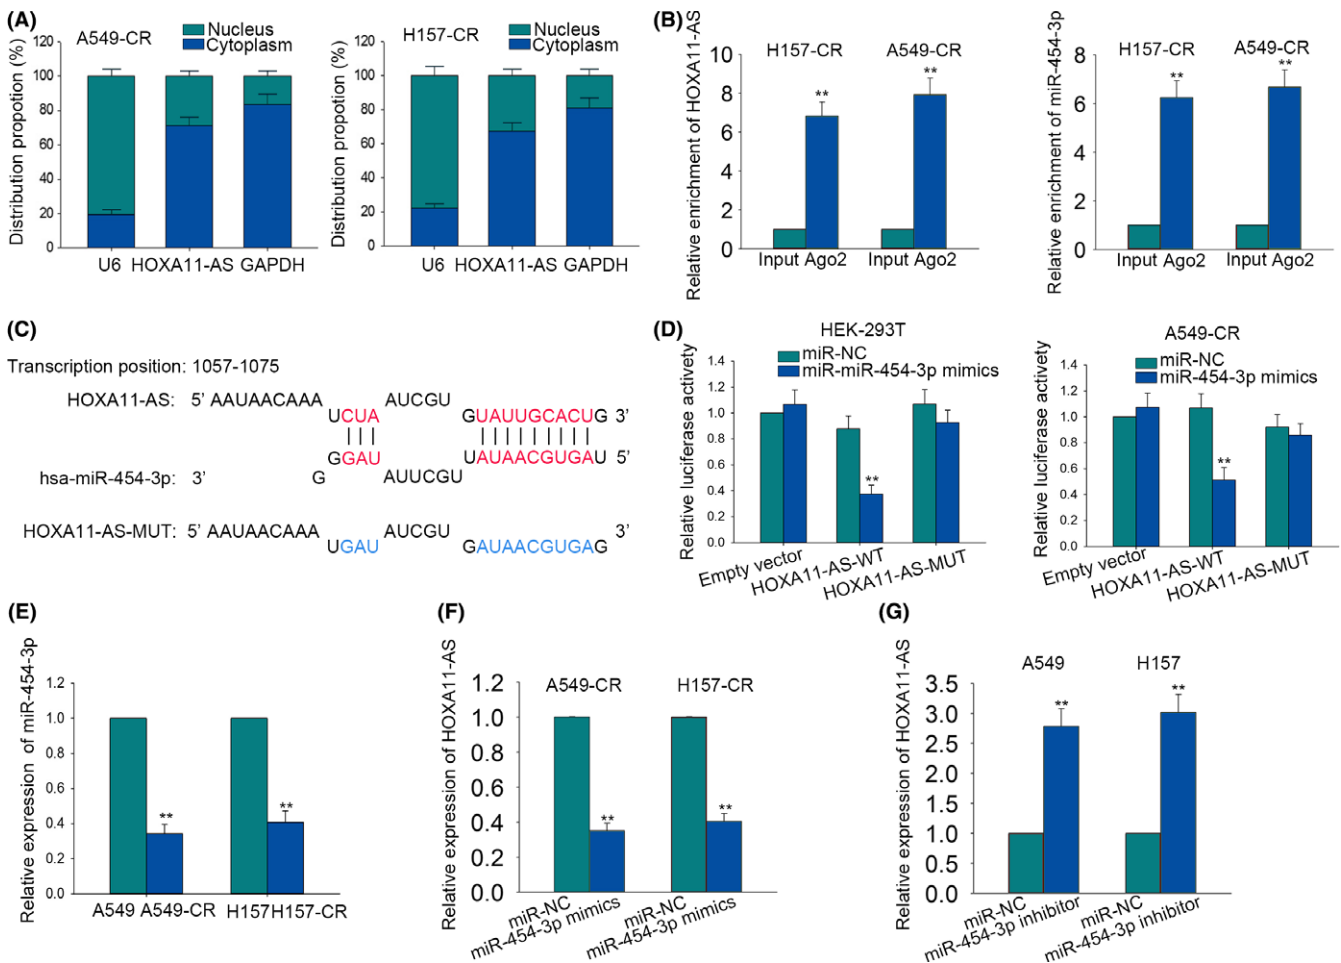 (A)
A549-CR
Nucleus
Cytoplasm
Distribution propotion (%)
120
100
80
60
40
20
0
U6 HOXA11-AS GAPDH
H157-CR
Nucleus
Cytoplasm
Distribution propotion (%)
120
100
80
60
40
20
0
U6 HOXA11-AS GAPDH
(B)
Relative enrichment of HOXA11-AS
H157-CR A549-CR
10
8
6
4
2
0
** **
Input Ago2 Input Ago2
Relative enrichment of miR-454-3p
H157-CR A549-CR
8
6
4
2
0
** **
Input Ago2 Input Ago2
(C)
Transcription position: 1057-1075
HOXA11-AS: 5' AAUAACAAA UCUA AUCGU GUAUUGCACUG 3'
hsa-miR-454-3p: 3' G GGAU AUUCGU UAUAACGUGAU 5'
HOXA11-AS-MUT: 5' AAUAACAAA UGAU AUCGU GAUAACGUGAG 3'
(D)
HEK-293T
miR-NC
miR-miR-454-3p mimics
Relative luciferase activety
1.4
1.2
1.0
0.8
0.6
0.4
0.2
0.0
**
Empty vector HOXA11-AS-WT HOXA11-AS-MUT
A549-CR
miR-NC
miR-454-3p mimics
Relative luciferase activety
1.4
1.2
1.0
0.8
0.6
0.4
0.2
0.0
**
Empty vector HOXA11-AS-WT HOXA11-AS-MUT
(E)
Relative expression of miR-454-3p
1.2
1.0
0.8
0.6
0.4
0.2
0.0
** **
A549 A549-CR H157 H157-CR
(F)
Relative expression of HOXA11-AS
A549-CR H157-CR
1.2
1.0
0.8
0.6
0.4
0.2
0.0
** **
miR-NC miR-454-3p mimics miR-NC miR-454-3p mimics
(G)
Relative expression of HOXA11-AS
A549 H157
3.5
3.0
2.5
2.0
1.5
1.0
0.5
0.0
** **
miR-NC miR-454-3p inhibitor miR-NC miR-454-3p inhibitor